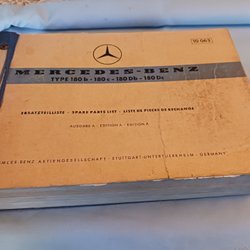 10 063
MERCEDES-BENZ
TYPE 180 b - 180 c - 180 Db - 180 Dc
ERSATZTEILLISTE - SPARE PARTS LIST - LISTE DE PIECES DE RECHANGE
AUSGABE A - EDITION A - EDITION A
DAIMLER-BENZ AKTIENGESELLSCHAFT - STUTTGART-UNTERTÜRKHEIM - GERMANY